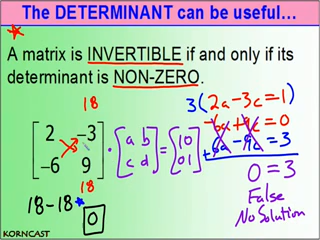 The DETERMINANT can be useful…
A matrix is INVERTIBLE if and only if its
determinant is NON-ZERO.
18
3(2a-3c=1)
2 -3
-6 9
a b
c d
=
1 0
0 1
-6a+9c=0
+6a-9c=3
0=3
False
No Solution
18
18-18
0
KORNCAST